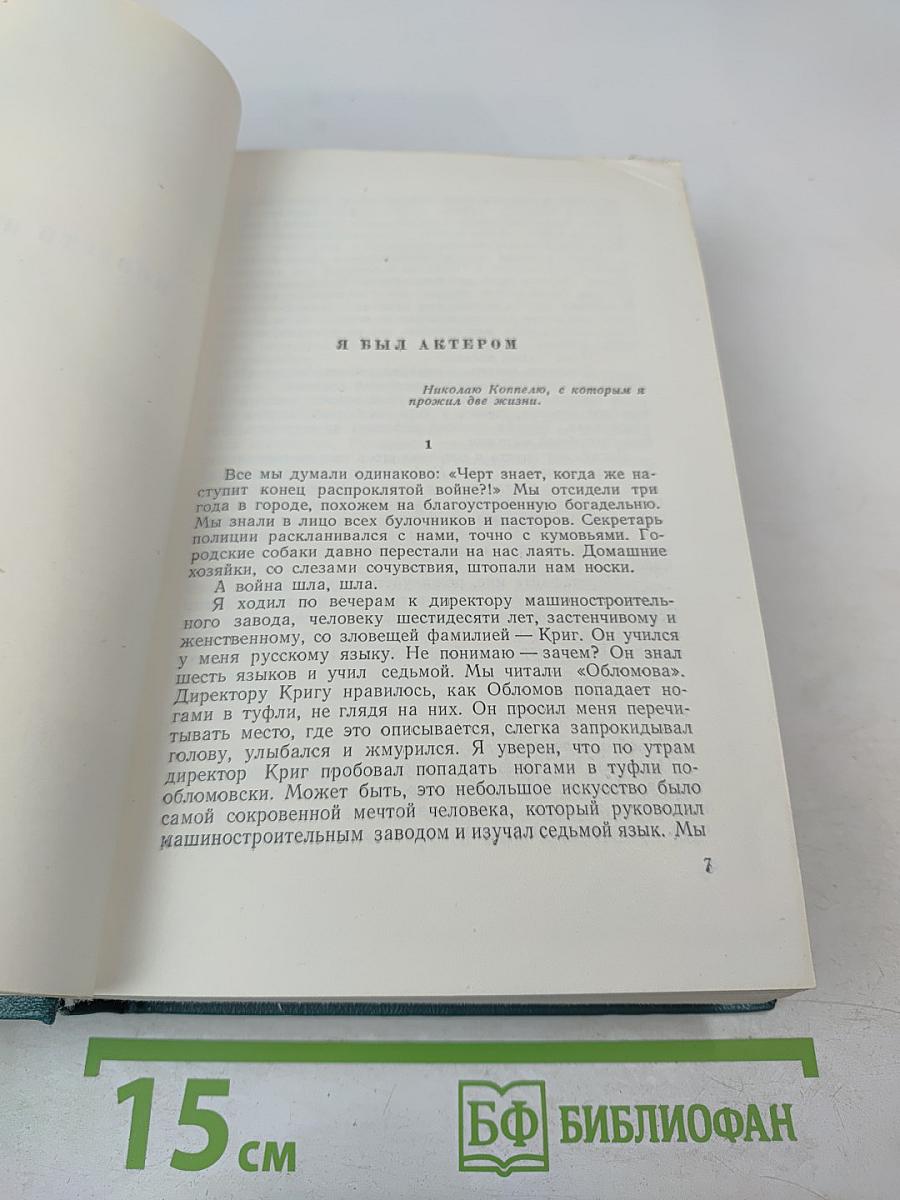 Я БЫЛ АКТЕРОМ
Николаю Коппелю, с которым я
прожил две жизни.
1
Все мы думали одинаково: «Черт знает, когда же на-
ступит конец распроклятой войне?!» Мы отсидели три
года в городе, похожем на благоустроенную богадельню.
Мы знали в лицо всех булочников и пасторов. Секретарь
полиции раскланивался с нами, точно с кумовьями. Го-
родские собаки давно перестали на нас лаять. Домашние
хозяйки, со слезами сочувствия, штопали нам носки.
А война шла, шла.
Я ходил по вечерам к директору машиностроитель-
ного завода, человеку шестидесяти лет, застенчивому и
женственному, со зловещей фамилией — Криг. Он учился
у меня русскому языку. Не понимаю — зачем? Он знал
шесть языков и учил седьмой. Мы читали «Обломова».
Директору Кригу нравилось, как Обломов попадает но-
гами в туфли, не глядя на них. Он просил меня перечи-
тывать место, где это описывается, слегка запрокидывал
голову, улыбался и жмурился. Я уверен, что по утрам
директор Криг пробовал попадать ногами в туфли по-
обломовски. Может быть, это небольшое искусство было
самой сокровенной мечтой человека, который руководил
машиностроительным заводом и изучал седьмой язык. Мы
7
15 см
БФ БИБЛИОФАН